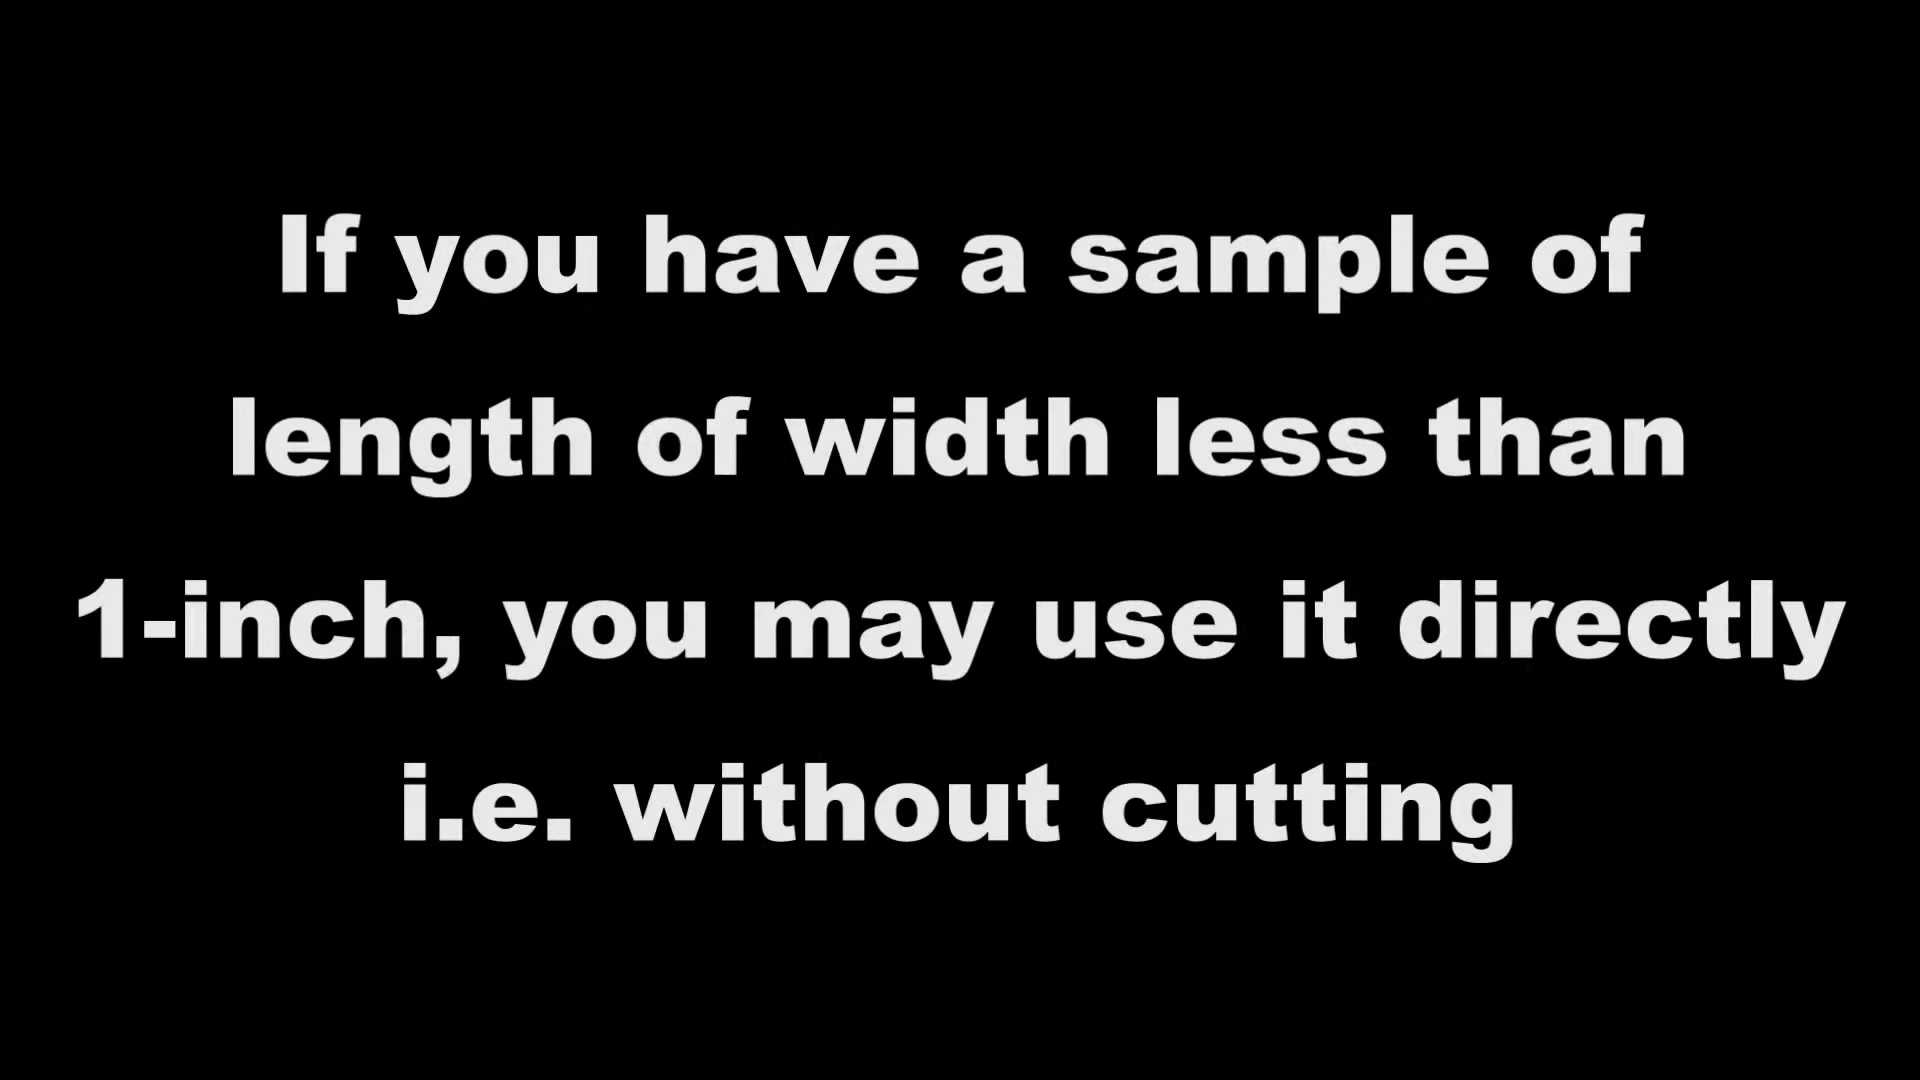 If you have a sample of
length of width less than
1-inch, you may use it directly
i.e. without cutting